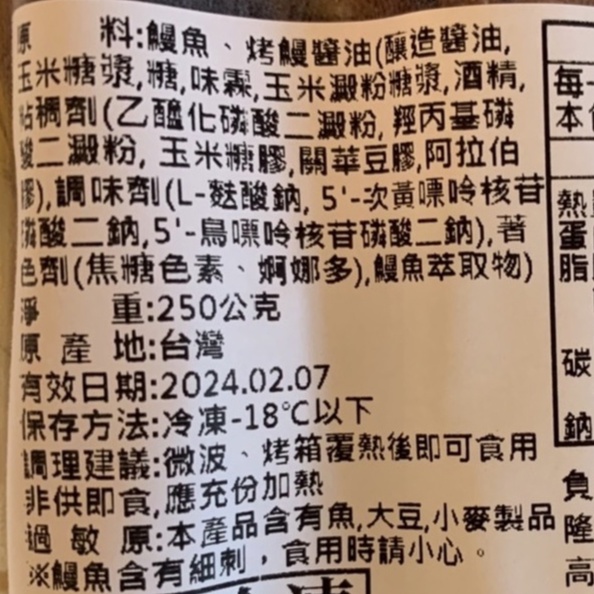 原 料:鰻魚、烤鰻醬油(釀造醬油,
玉米糖漿,糖,味霖,玉米澱粉糖漿,酒精,
粘稠劑(乙醯化磷酸二澱粉,羥丙基磷
酸二澱粉,玉米糖膠,關華豆膠,阿拉伯
膠),調味劑(L-麩酸鈉, 5'-次黃嘌呤核苷
磷酸二鈉,5'-鳥嘌呤核苷磷酸二鈉),著
色劑(焦糖色素、婀娜多),鰻魚萃取物)
淨 重:250公克
原 產 地:台灣
有效日期:2024.02.07
保存方法:冷凍-18℃以下
調理建議:微波、烤箱覆熱後即可食用
非供即食,應充份加熱
過 敏 原:本產品含有魚,大豆,小麥製品
※鰻魚含有細刺,食用時請小心。
每一
本
熱
蛋
脂
碳
鈉
負
隆
高